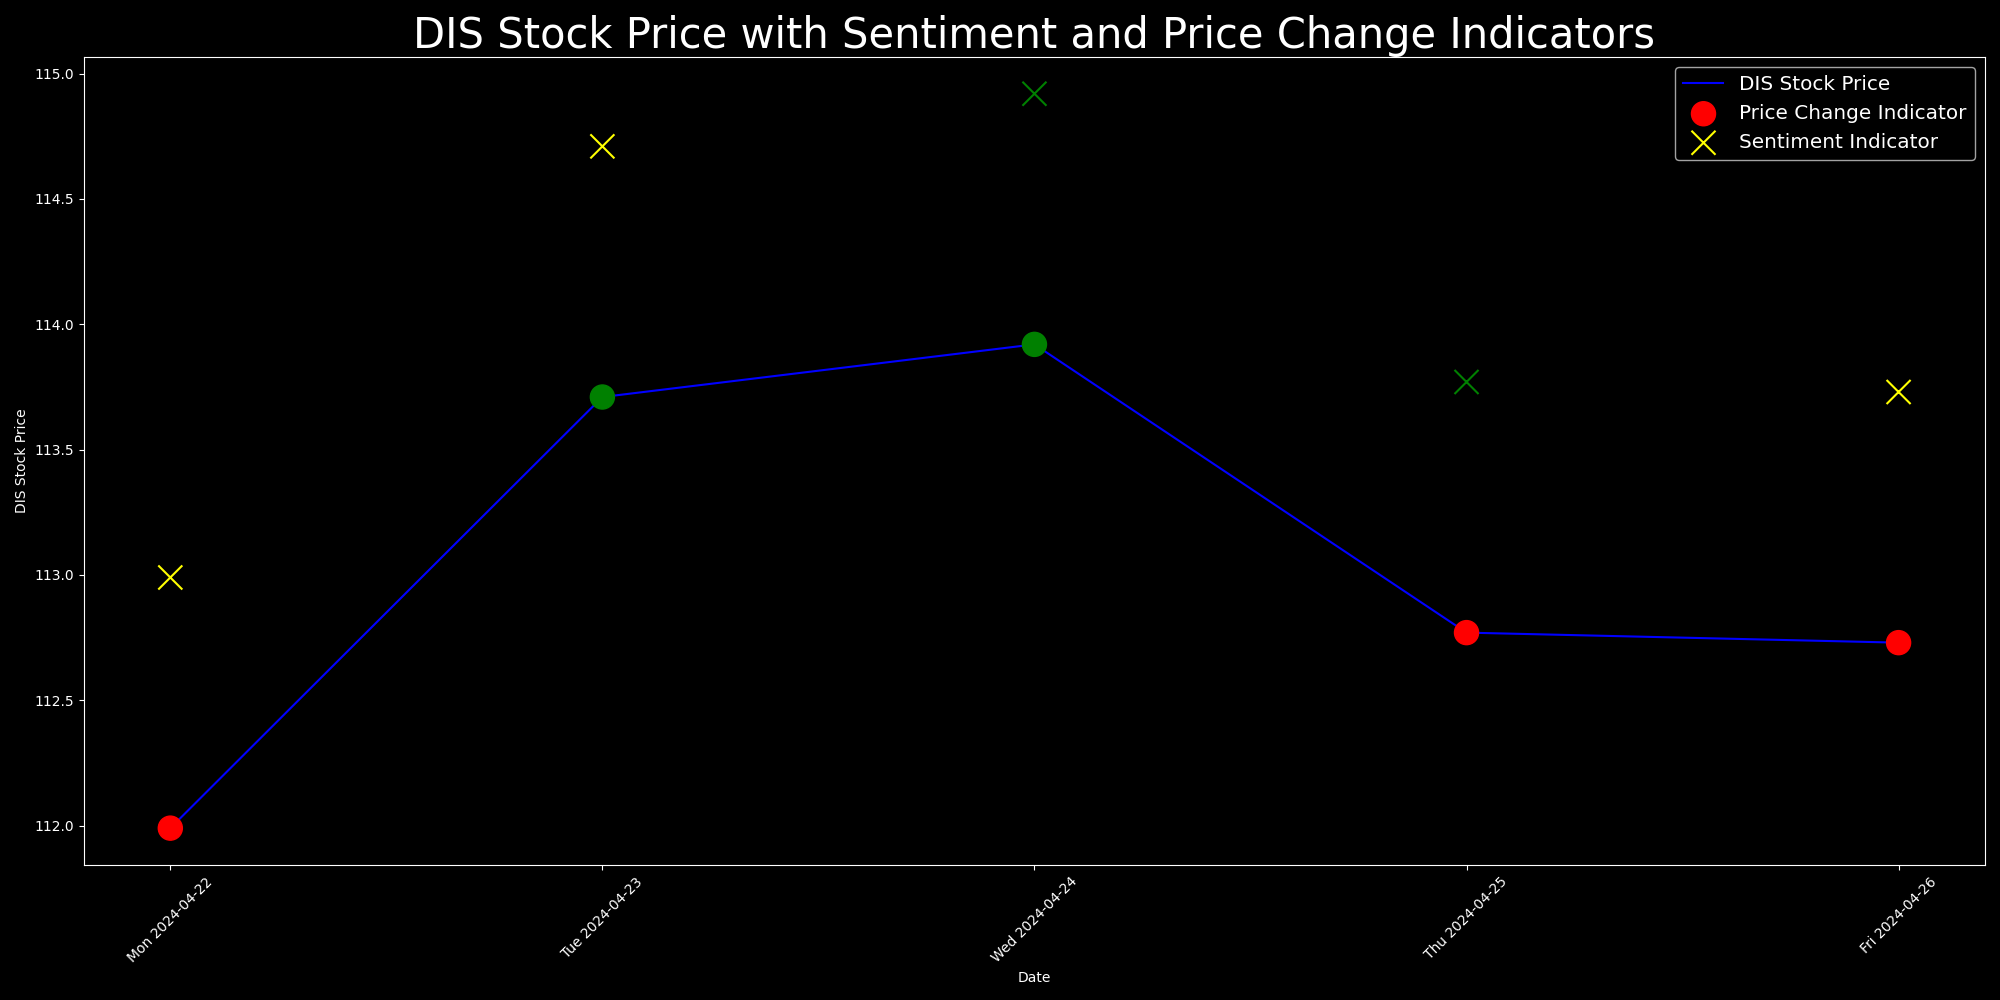 DIS Stock Price with Sentiment and Price Change Indicators
DIS Stock Price
Price Change Indicator
Sentiment Indicator
115.0
114.5
114.0
113.5
113.0
112.5
112.0
DIS Stock Price
Mon 2024-04-22
Tue 2024-04-23
Wed 2024-04-24
Thu 2024-04-25
Fri 2024-04-26
Date